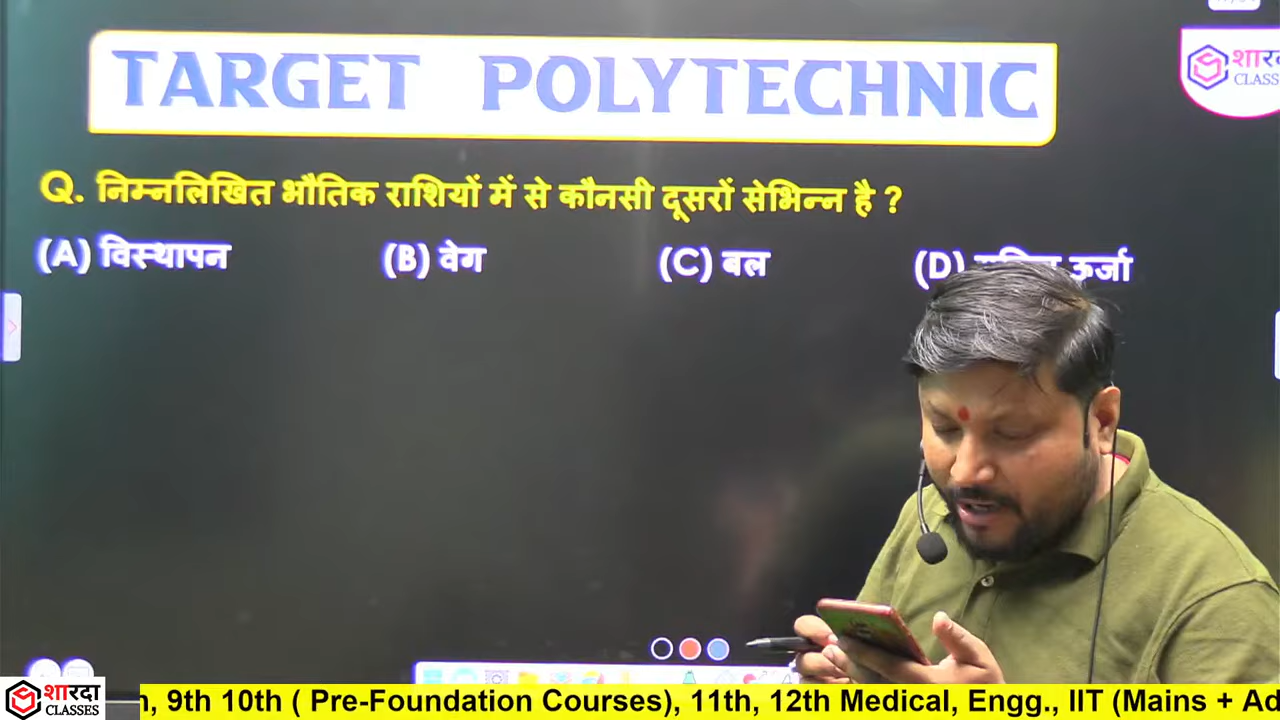 TARGET POLYTECHNIC
शारदा
CLASSES
Q. निम्नलिखित भौतिक राशियों में से कौनसी दूसरों सेभिन्न है ?
(A) विस्थापन (B) वेग (C) बल (D) ऊर्जा
शारदा
CLASSES
9th 10th ( Pre-Foundation Courses), 11th, 12th Medical, Engg., IIT (Mains +